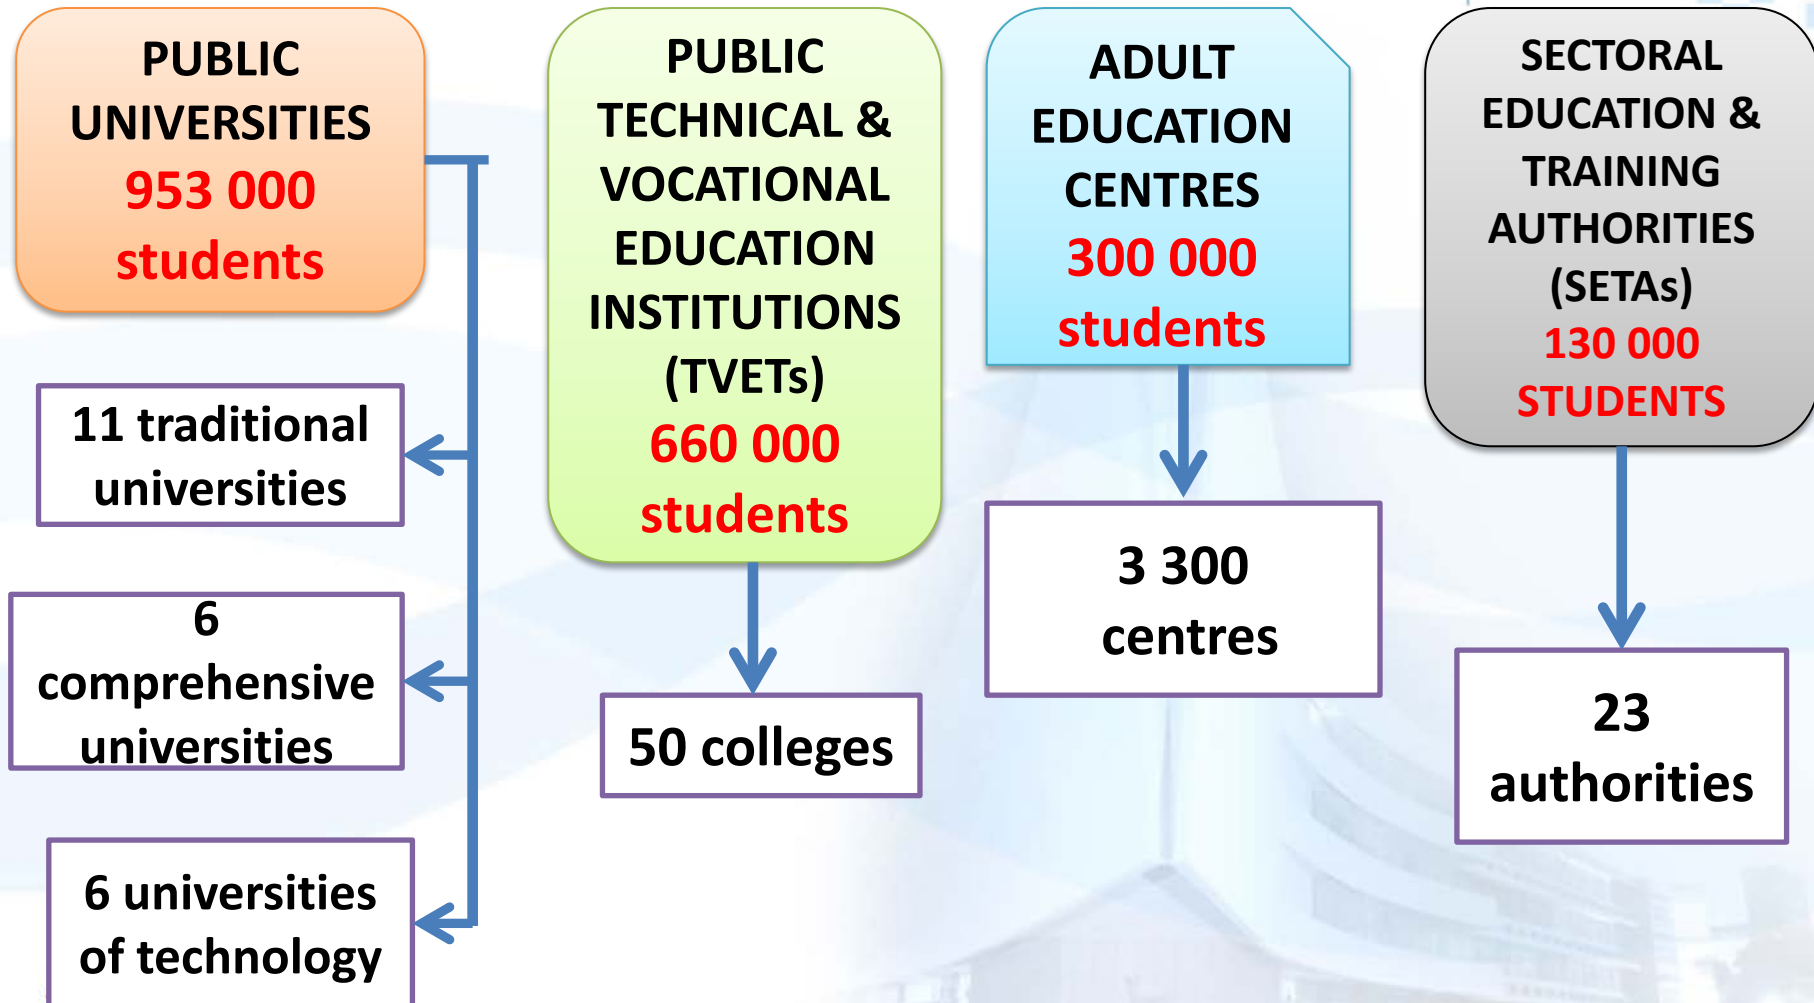 PUBLIC
UNIVERSITIES
953 000
students
11 traditional
universities
6
comprehensive
universities
6 universities
of technology
PUBLIC
TECHNICAL &
VOCATIONAL
EDUCATION
INSTITUTIONS
(TVETs)
660 000
students
50 colleges
ADULT
EDUCATION
CENTRES
300 000
students
3 300
centres
SECTORAL
EDUCATION &
TRAINING
AUTHORITIES
(SETAs)
130 000
STUDENTS
23
authorities